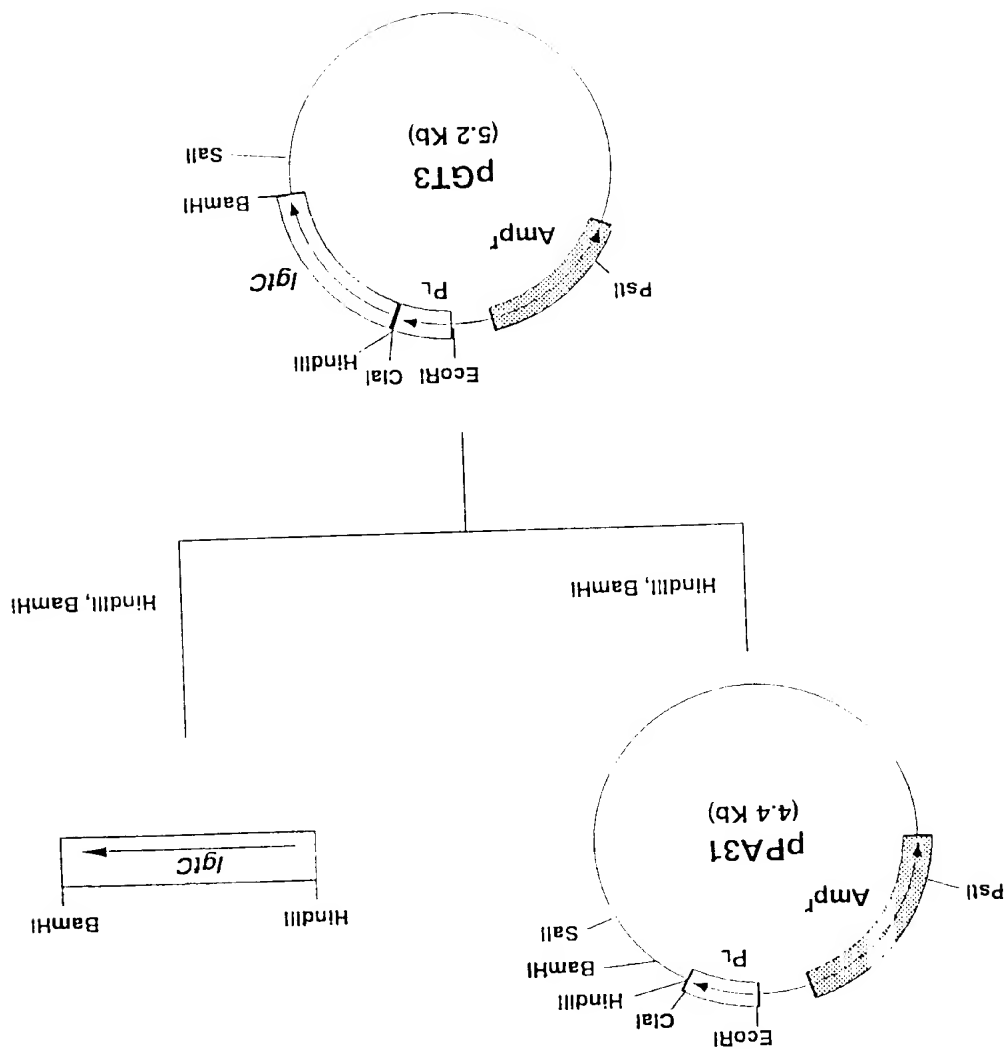 EcoRI
ClaI
HindIII
BamHI
SalI
PL
PstI
Ampr
pPA31
(4.4 Kb)
HindIII
BamHI
lgtC
HindIII, BamHI
HindIII, BamHI
EcoRI
ClaI
HindIII
PL
PstI
Ampr
lgtC
BamHI
SalI
pGT3
(5.2 Kb)